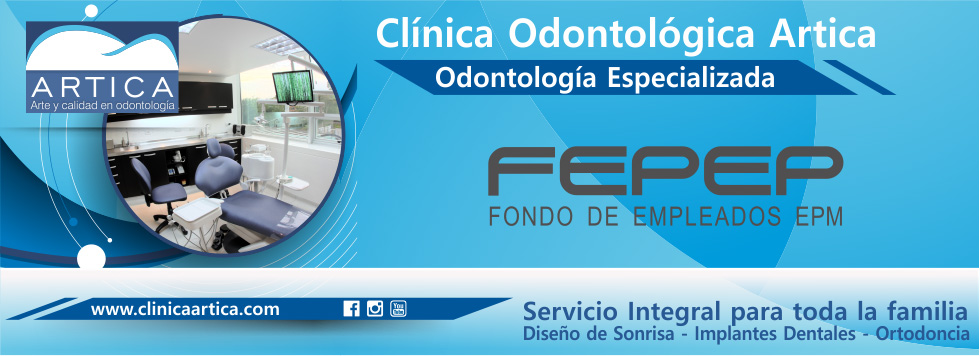 ARTICA
Arte y calidad en odontología
Clínica Odontológica Artica
Odontología Especializada
FEPEP
FONDO DE EMPLEADOS EPM
www.clinicaartica.com
You Tube
Servicio Integral para toda la familia
Diseño de Sonrisa - Implantes Dentales - Ortodoncia